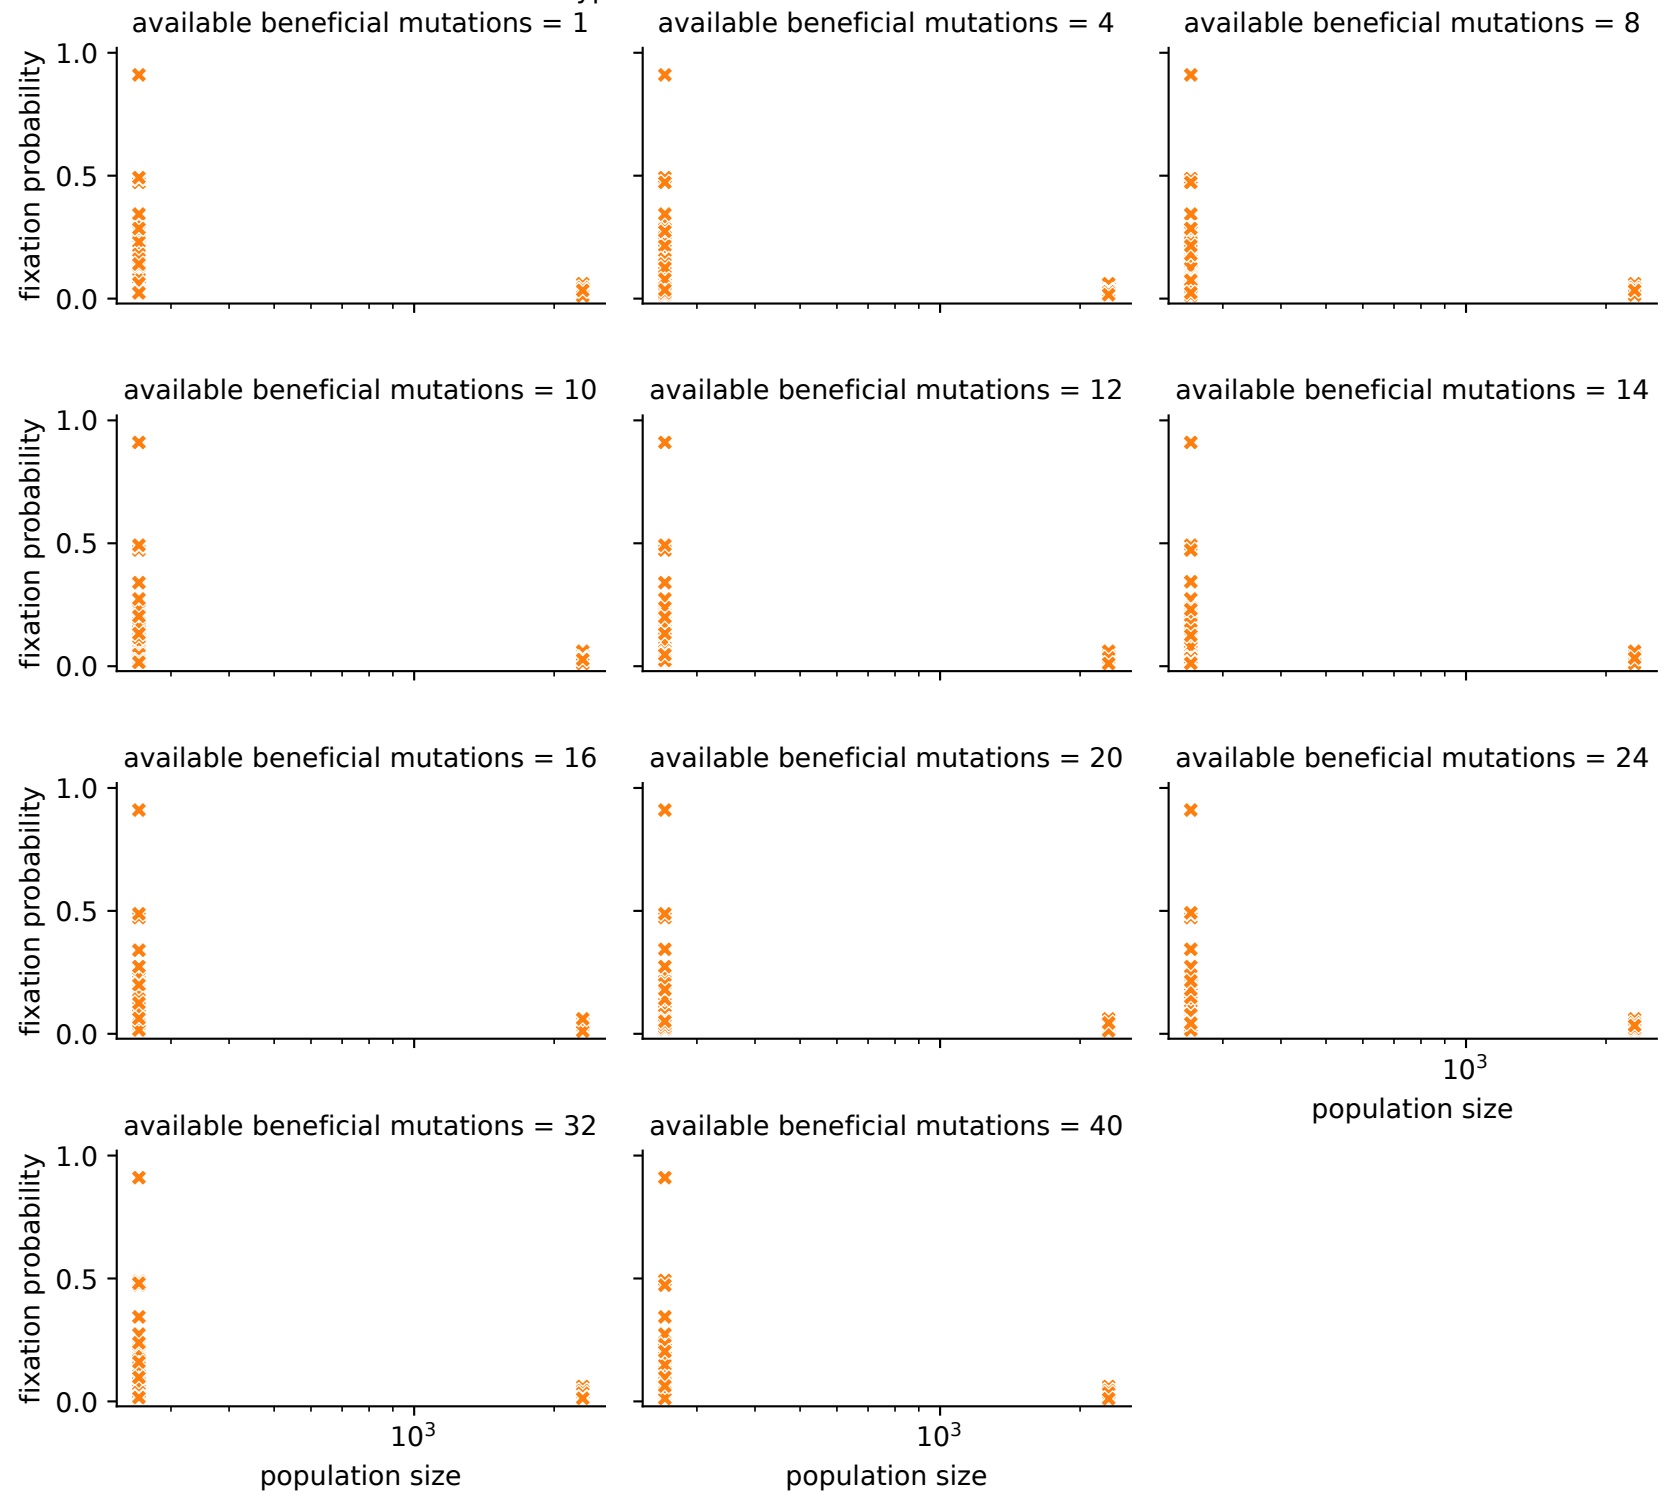 available beneficial mutations = 1
available beneficial mutations = 4
available beneficial mutations = 8
fixation probability
1.0
0.5
0.0
available beneficial mutations = 10
available beneficial mutations = 12
available beneficial mutations = 14
fixation probability
1.0
0.5
0.0
available beneficial mutations = 16
available beneficial mutations = 20
available beneficial mutations = 24
fixation probability
1.0
0.5
0.0
10³
population size
available beneficial mutations = 32
available beneficial mutations = 40
fixation probability
1.0
0.5
0.0
10³
10³
population size
population size